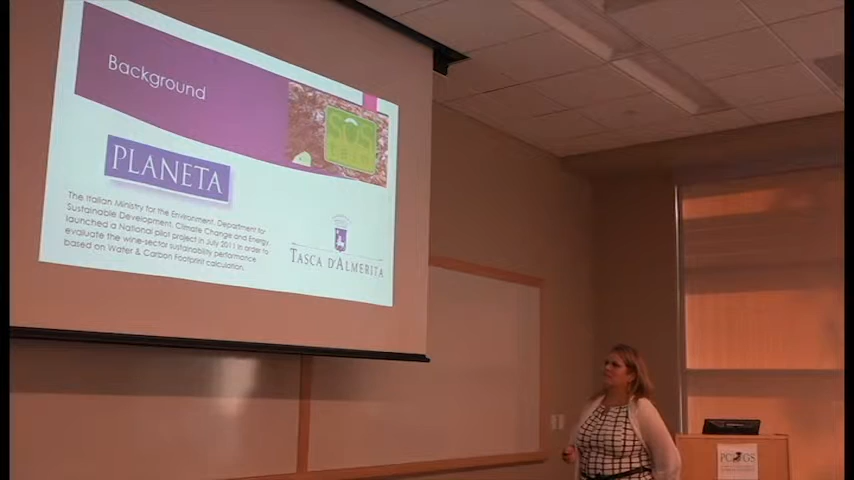 Background
SOS
PLANETA
The Italian Ministry for the Environment, Department for
Sustainable Development, Climate Change and Energy,
launched a National pilot project in July 2011 in order to
evaluate the wine-sector sustainability performance
based on Water & Carbon Footprint calculation.
TASCA D'ALMERITA